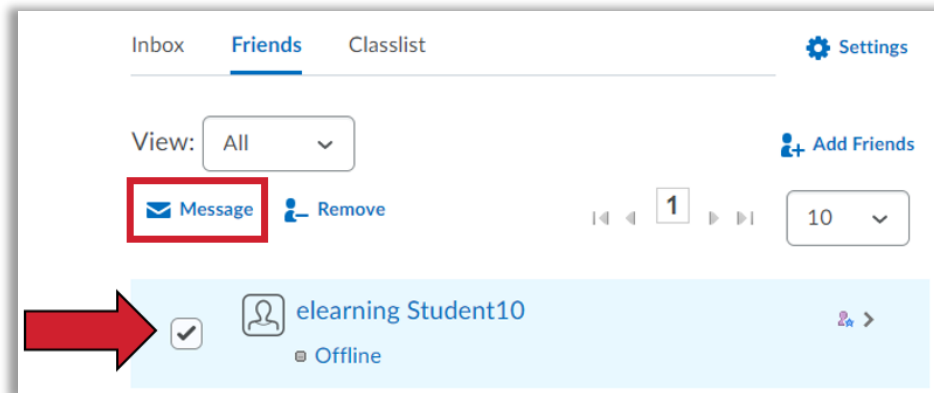 Inbox Friends Classlist Settings
View: All Add Friends
Message Remove 1 10
elearning Student10
Offline